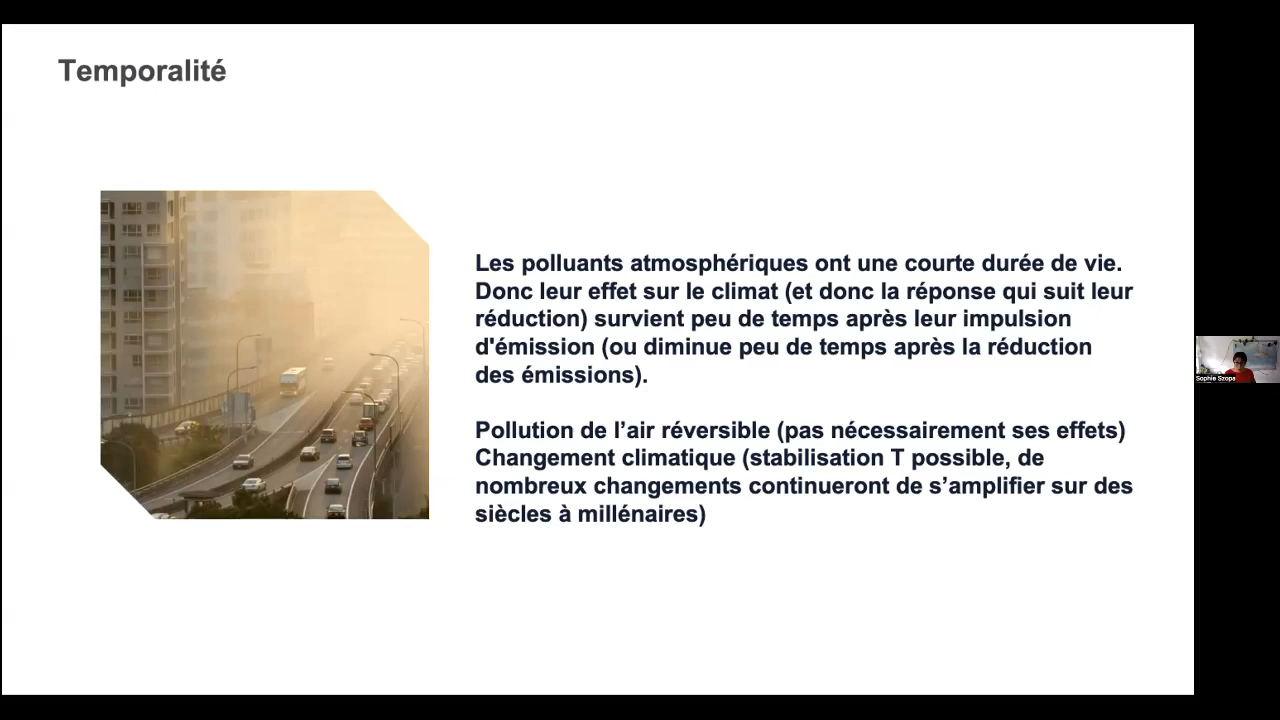 Temporalité
Les polluants atmosphériques ont une courte durée de vie.
Donc leur effet sur le climat (et donc la réponse qui suit leur
réduction) survient peu de temps après leur impulsion
d'émission (ou diminue peu de temps après la réduction
des émissions).
Pollution de l’air réversible (pas nécessairement ses effets)
Changement climatique (stabilisation T possible, de
nombreux changements continueront de s’amplifier sur des
siècles à millénaires)
Sophie Szopa